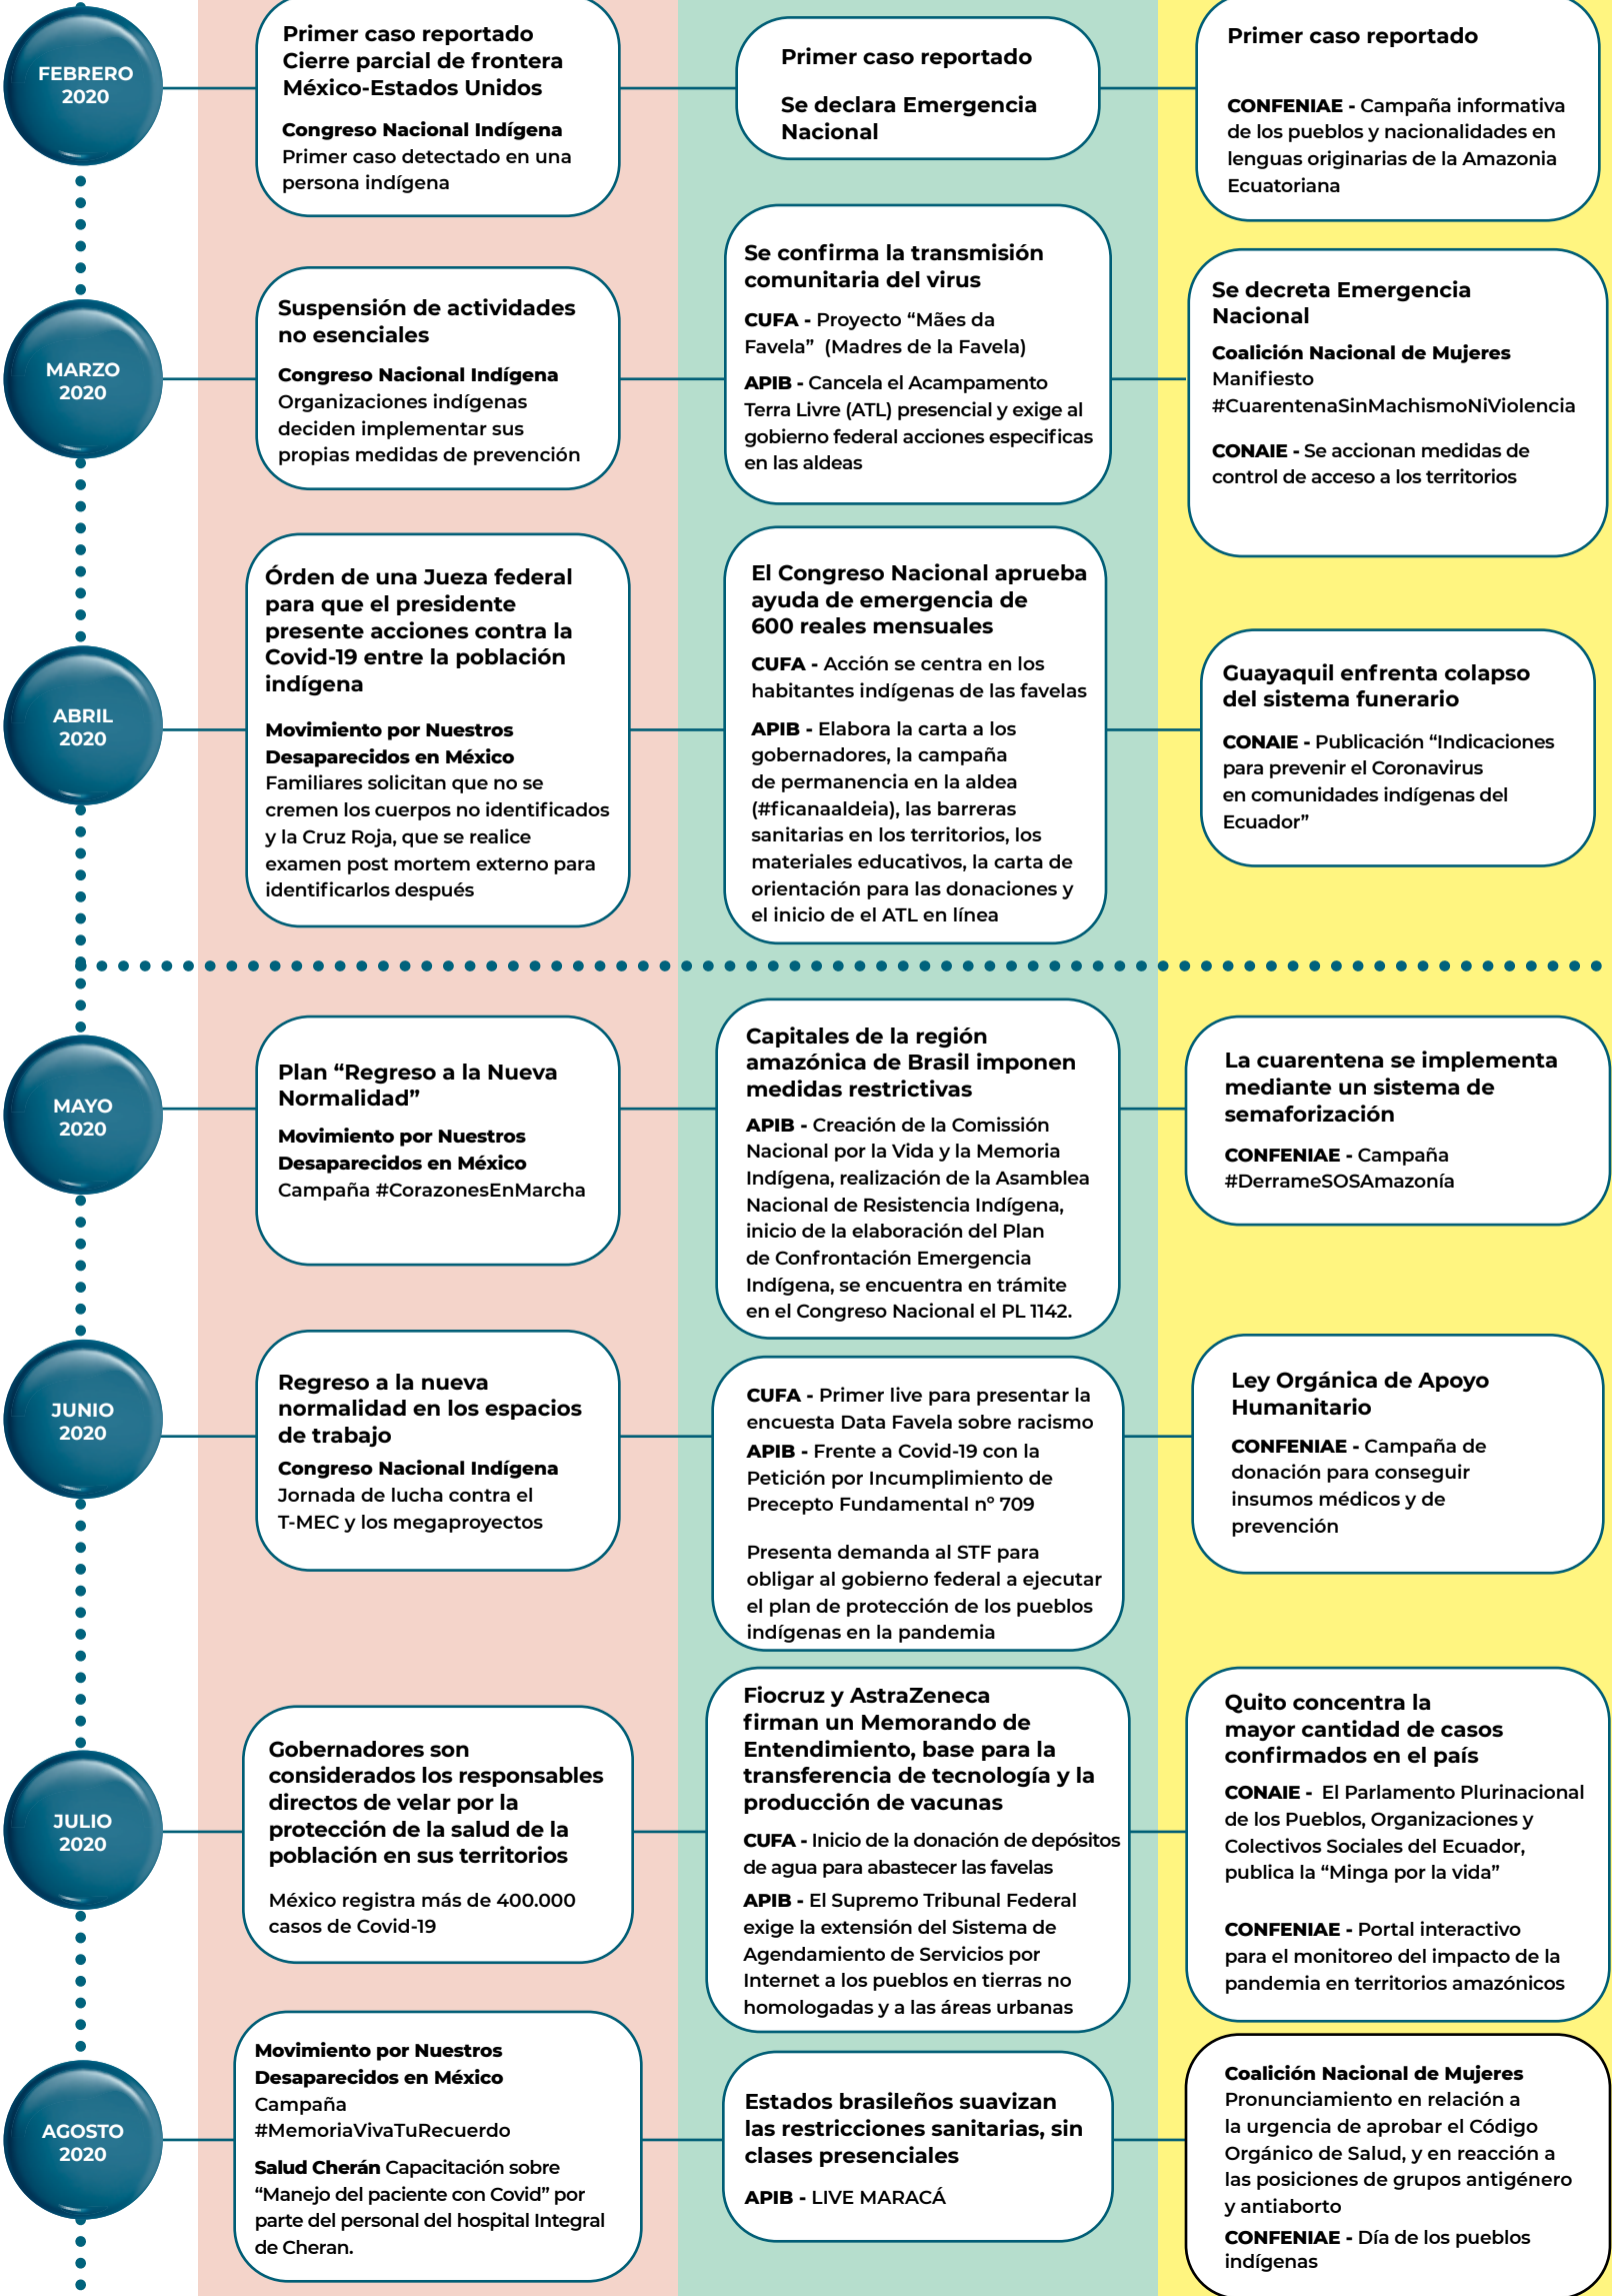 FEBRERO
2020
Primer caso reportado
Cierre parcial de frontera
México-Estados Unidos
Congreso Nacional Indígena
Primer caso detectado en una
persona indígena
Primer caso reportado
Se declara Emergencia
Nacional
Primer caso reportado
CONFENIAE - Campaña informativa
de los pueblos y nacionalidades en
lenguas originarias de la Amazonia
Ecuatoriana
MARZO
2020
Suspensión de actividades
no esenciales
Congreso Nacional Indígena
Organizaciones indígenas
deciden implementar sus
propias medidas de prevención
Se confirma la transmisión
comunitaria del virus
CUFA - Proyecto “Mães da
Favela” (Madres de la Favela)
APIB - Cancela el Acampamento
Terra Livre (ATL) presencial y exige al
gobierno federal acciones especificas
en las aldeas
Se decreta Emergencia
Nacional
Coalición Nacional de Mujeres
Manifiesto
#CuarentenaSinMachismoNiViolencia
CONAIE - Se accionan medidas de
control de acceso a los territorios
ABRIL
2020
Órden de una Jueza federal
para que el presidente
presente acciones contra la
Covid-19 entre la población
indígena
Movimiento por Nuestros
Desaparecidos en México
Familiares solicitan que no se
cremen los cuerpos no identificados
y la Cruz Roja, que se realice
examen post mortem externo para
identificarlos después
El Congreso Nacional aprueba
ayuda de emergencia de
600 reales mensuales
CUFA - Acción se centra en los
habitantes indígenas de las favelas
APIB - Elabora la carta a los
gobernadores, la campaña
de permanencia en la aldea
(#ficanaaldeia), las barreras
sanitarias en los territorios, los
materiales educativos, la carta de
orientación para las donaciones y
el inicio de el ATL en línea
Guayaquil enfrenta colapso
del sistema funerario
CONAIE - Publicación “Indicaciones
para prevenir el Coronavirus
en comunidades indígenas del
Ecuador”
MAYO
2020
Plan “Regreso a la Nueva
Normalidad”
Movimiento por Nuestros
Desaparecidos en México
Campaña #CorazonesEnMarcha
Capitales de la región
amazónica de Brasil imponen
medidas restrictivas
APIB - Creación de la Comissión
Nacional por la Vida y la Memoria
Indígena, realización de la Asamblea
Nacional de Resistencia Indígena,
inicio de la elaboración del Plan
de Confrontación Emergencia
Indígena, se encuentra en trámite
en el Congreso Nacional el PL 1142.
La cuarentena se implementa
mediante un sistema de
semaforización
CONFENIAE - Campaña
#DerrameSOSAmazonía
JUNIO
2020
Regreso a la nueva
normalidad en los espacios
de trabajo
Congreso Nacional Indígena
Jornada de lucha contra el
T-MEC y los megaproyectos
CUFA - Primer live para presentar la
encuesta Data Favela sobre racismo
APIB - Frente a Covid-19 con la
Petición por Incumplimiento de
Precepto Fundamental nº 709
Presenta demanda al STF para
obligar al gobierno federal a ejecutar
el plan de protección de los pueblos
indígenas en la pandemia
Ley Orgánica de Apoyo
Humanitario
CONFENIAE - Campaña de
donación para conseguir
insumos médicos y de
prevención
JULIO
2020
Gobernadores son
considerados los responsables
directos de velar por la
protección de la salud de la
población en sus territorios
México registra más de 400.000
casos de Covid-19
Fiocruz y AstraZeneca
firman un Memorando de
Entendimiento, base para la
transferencia de tecnología y la
producción de vacunas
CUFA - Inicio de la donación de depósitos
de agua para abastecer las favelas
APIB - El Supremo Tribunal Federal
exige la extensión del Sistema de
Agendamiento de Servicios por
Internet a los pueblos en tierras no
homologadas y a las áreas urbanas
Quito concentra la
mayor cantidad de casos
confirmados en el país
CONAIE - El Parlamento Plurinacional
de los Pueblos, Organizaciones y
Colectivos Sociales del Ecuador,
publica la “Minga por la vida”
CONFENIAE - Portal interactivo
para el monitoreo del impacto de la
pandemia en territorios amazónicos
AGOSTO
2020
Movimiento por Nuestros
Desaparecidos en México
Campaña
#MemoriaVivaTuRecuerdo
Salud Cherán Capacitación sobre
“Manejo del paciente con Covid” por
parte del personal del hospital Integral
de Cheran.
Estados brasileños suavizan
las restricciones sanitarias, sin
clases presenciales
APIB - LIVE MARACÁ
Coalición Nacional de Mujeres
Pronunciamiento en relación a
la urgencia de aprobar el Código
Orgánico de Salud, y en reacción a
las posiciones de grupos antigénero
y antiaborto
CONFENIAE - Día de los pueblos
indígenas